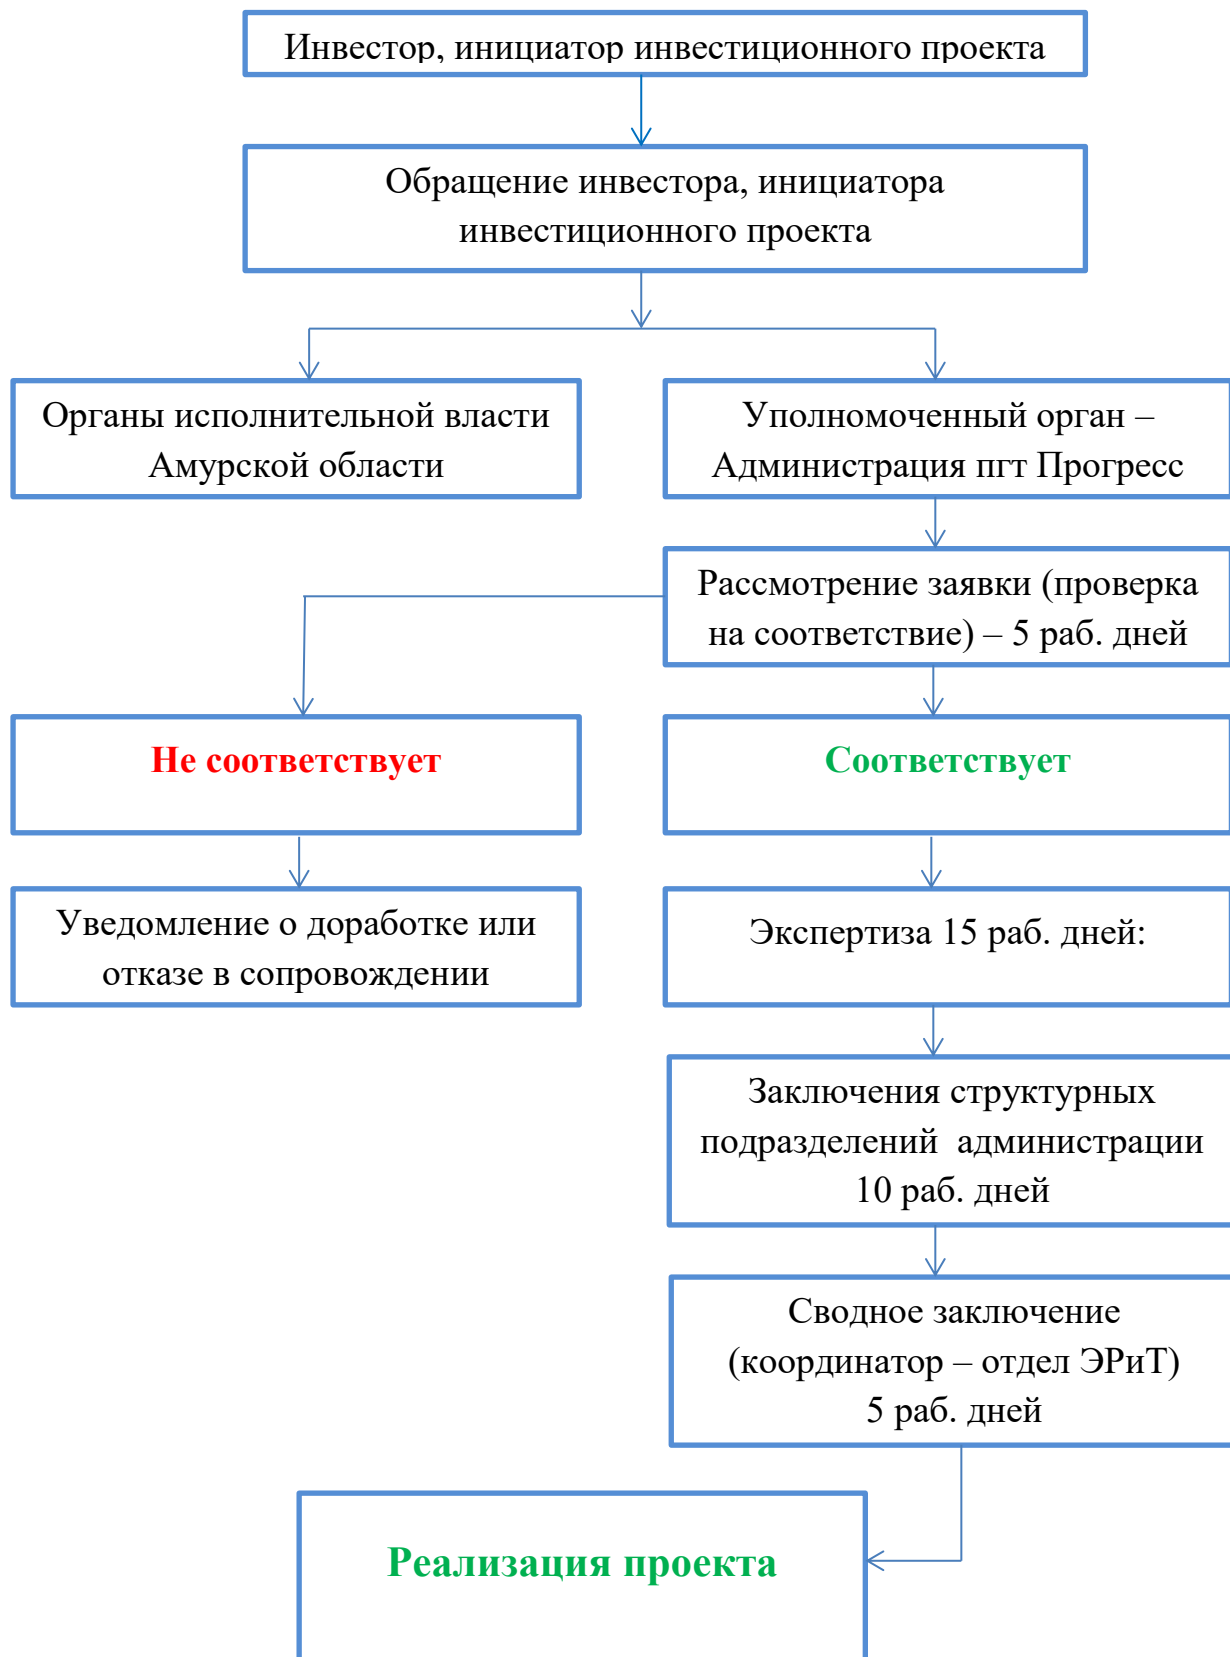 Инвестор, инициатор инвестиционного проекта
Обращение инвестора, инициатора
инвестиционного проекта
Органы исполнительной власти
Амурской области
Уполномоченный орган –
Администрация пгт Прогресс
Рассмотрение заявки (проверка
на соответствие) – 5 раб. дней
Не соответствует
Соответствует
Уведомление о доработке или
отказе в сопровождении
Экспертиза 15 раб. дней:
Заключения структурных
подразделений  администрации
10 раб. дней
Сводное заключение
(координатор – отдел ЭРиТ)
5 раб. дней
Реализация проекта